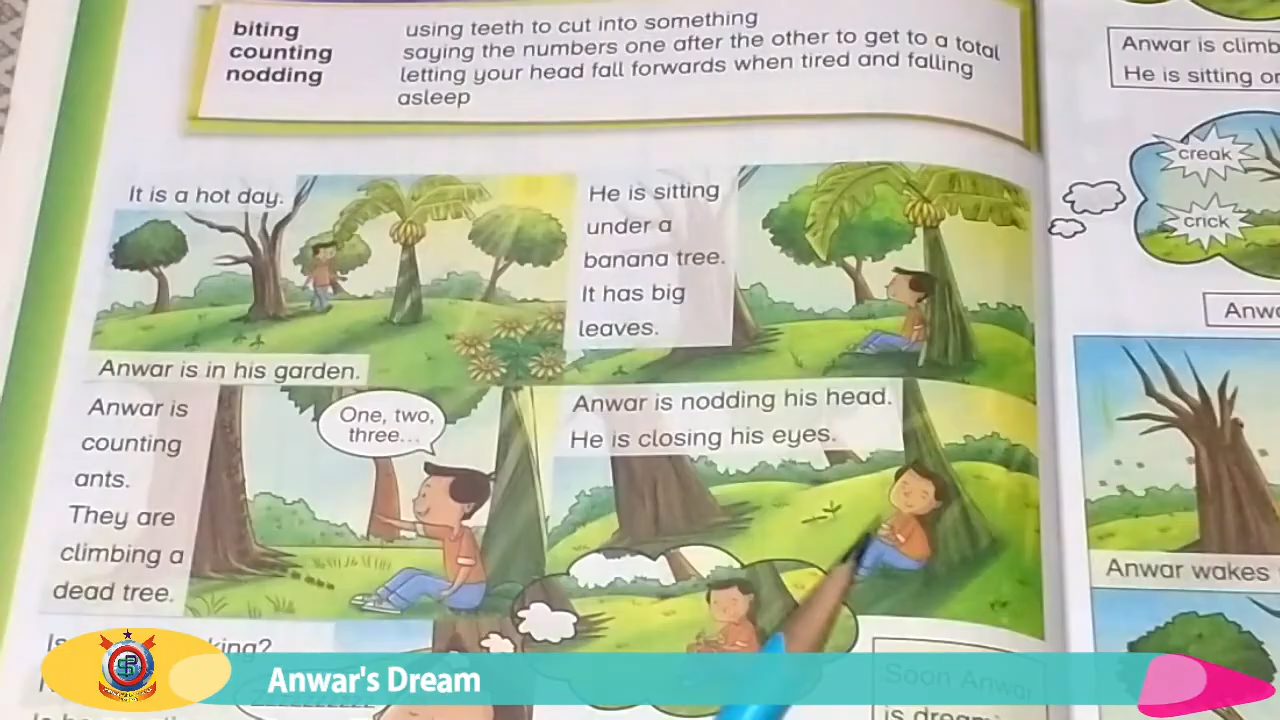 biting using teeth to cut into something
counting saying the numbers one after the other to get to a total
nodding letting your head fall forwards when tired and falling
asleep
It is a hot day.
Anwar is in his garden.
He is sitting
under a
banana tree.
It has big
leaves.
Anwar is
counting
ants.
They are
climbing a
dead tree.
One, two,
three...
Anwar is nodding his head.
He is closing his eyes.
Soon Anwar
is
Anwar is
He is sitting
creak
crick
Anwar wakes
Anwar's Dream